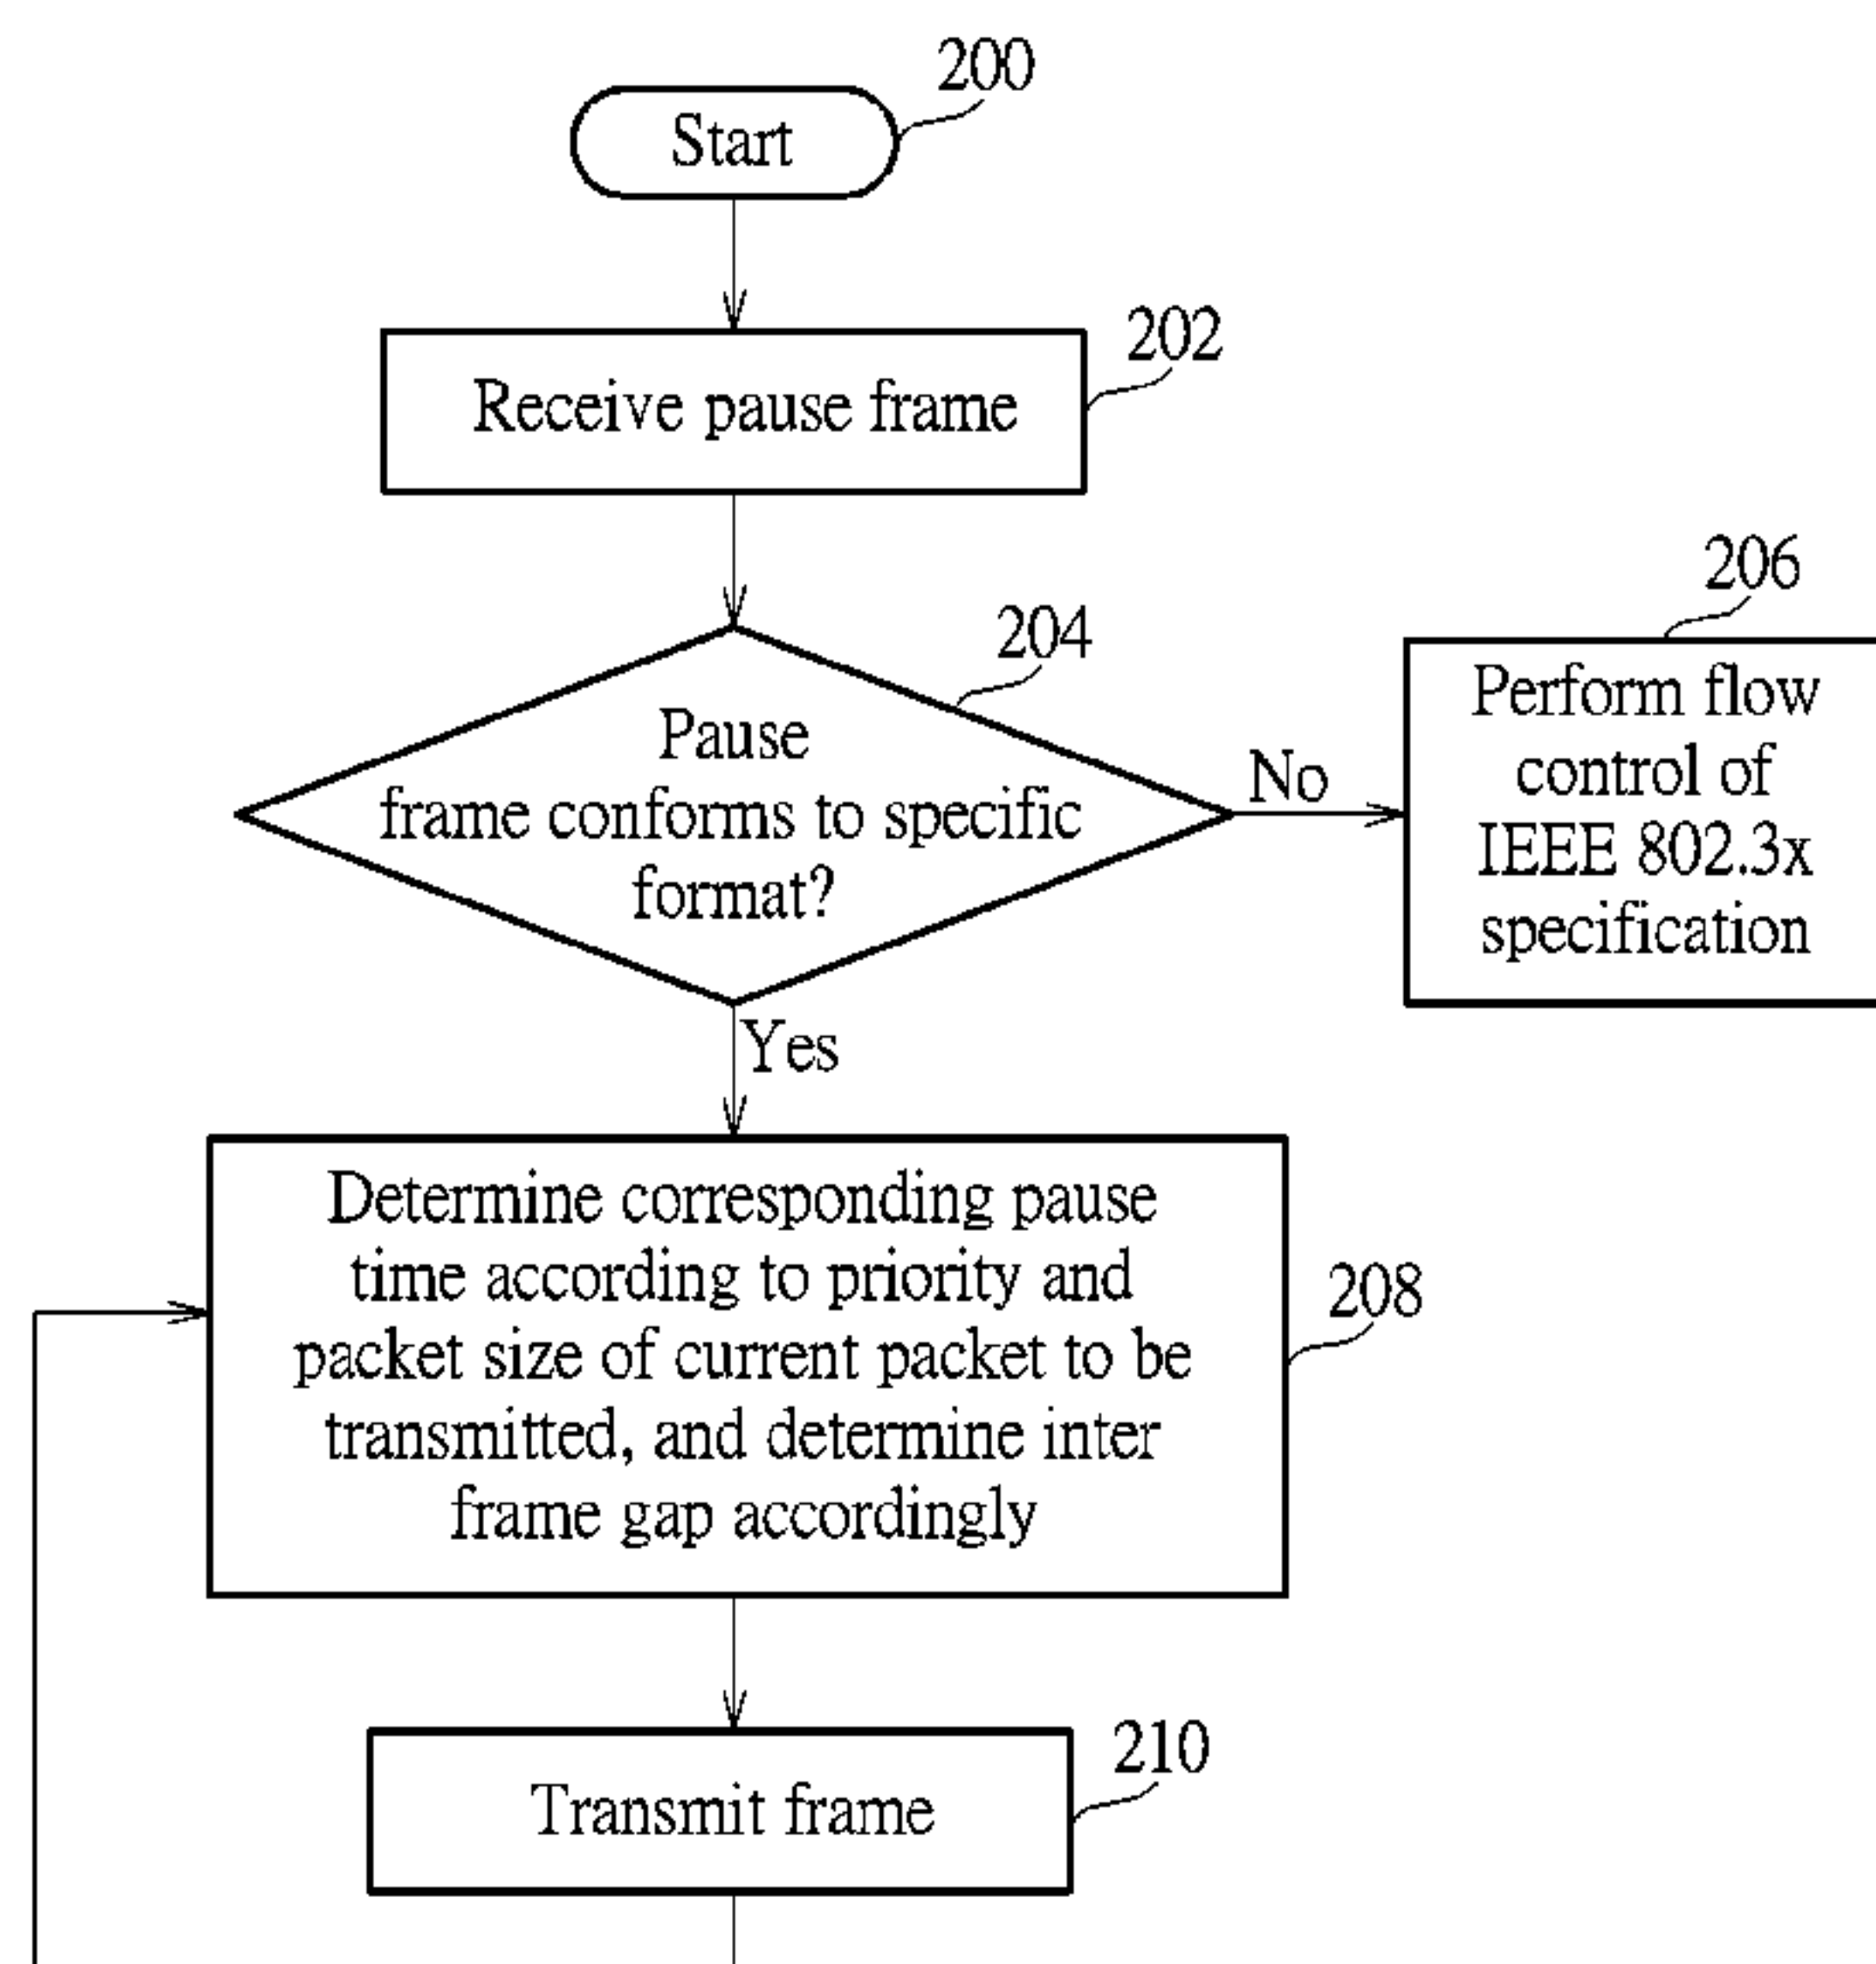 200
Start
202
Receive pause frame
204
Pause
frame conforms to specific
format?
No
206
Perform flow
control of
IEEE 802.3x
specification
Yes
208
Determine corresponding pause
time according to priority and
packet size of current packet to be
transmitted, and determine inter
frame gap accordingly
210
Transmit frame